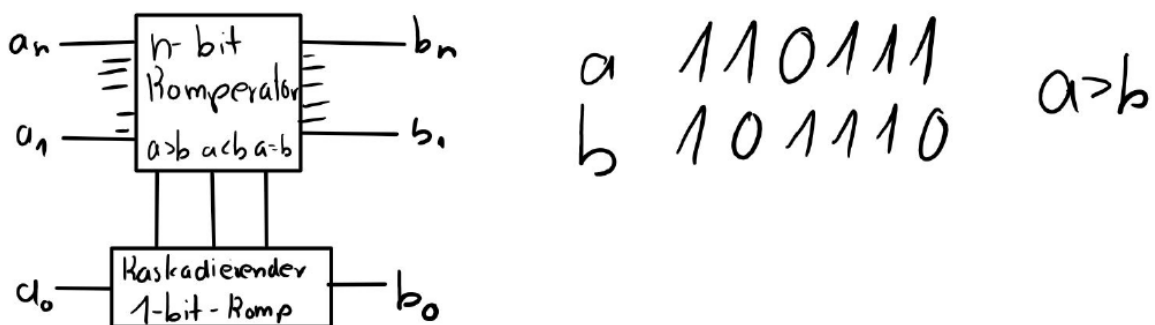 aₙ n-bit bₙ
Komperator
a₁ a>b a<b a=b b₁
a₀ Kaskadierender b₀
1-bit-Komp
a 110111
b 101110
a>b